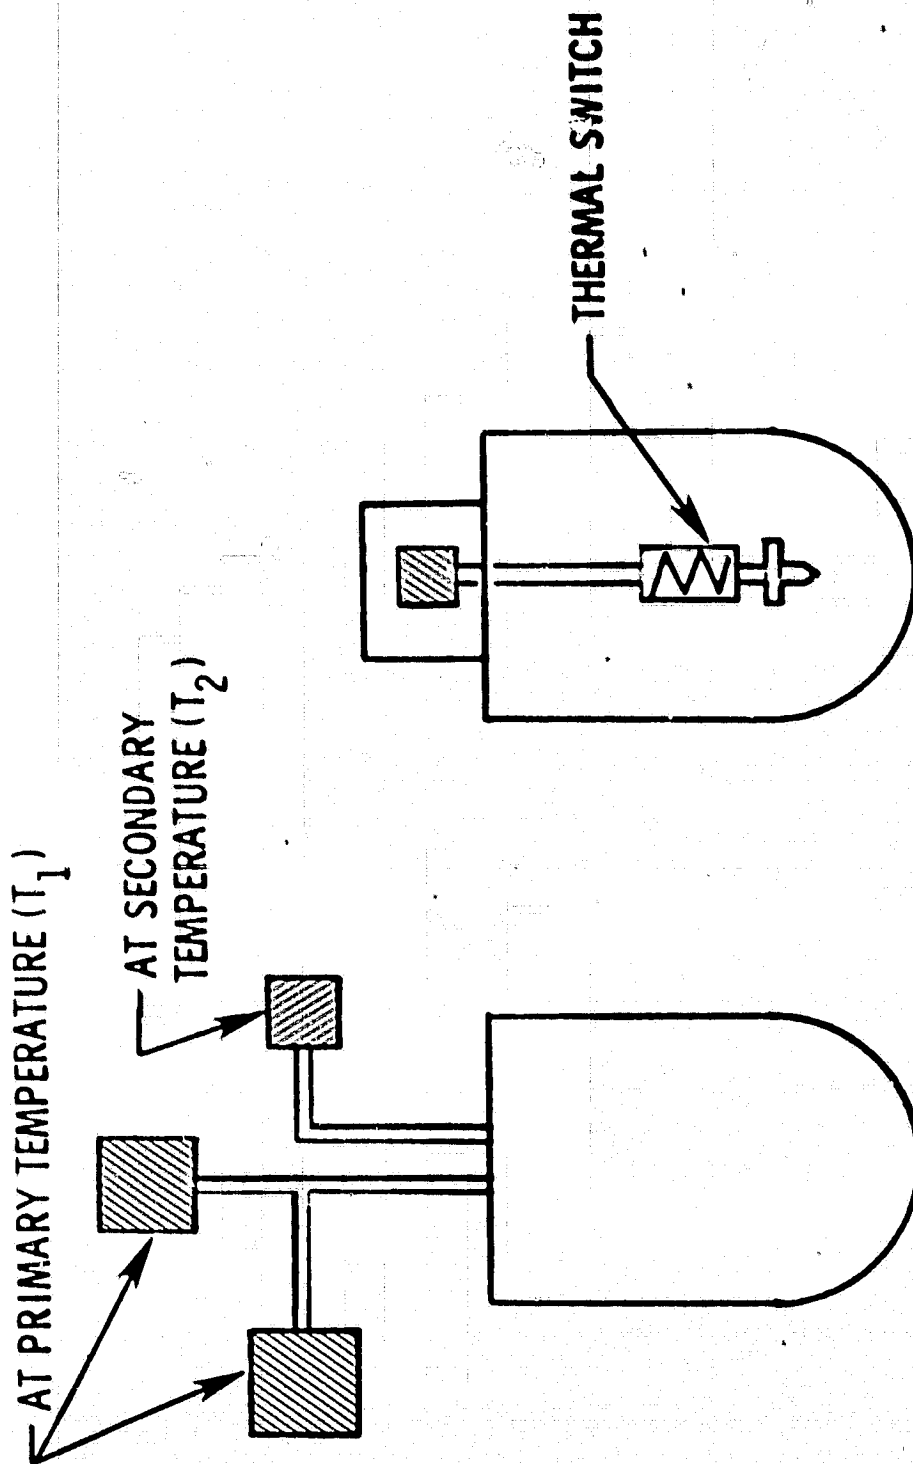 AT PRIMARY TEMPERATURE (T₁)
AT SECONDARY
TEMPERATURE (T₂)
THERMAL SWITCH